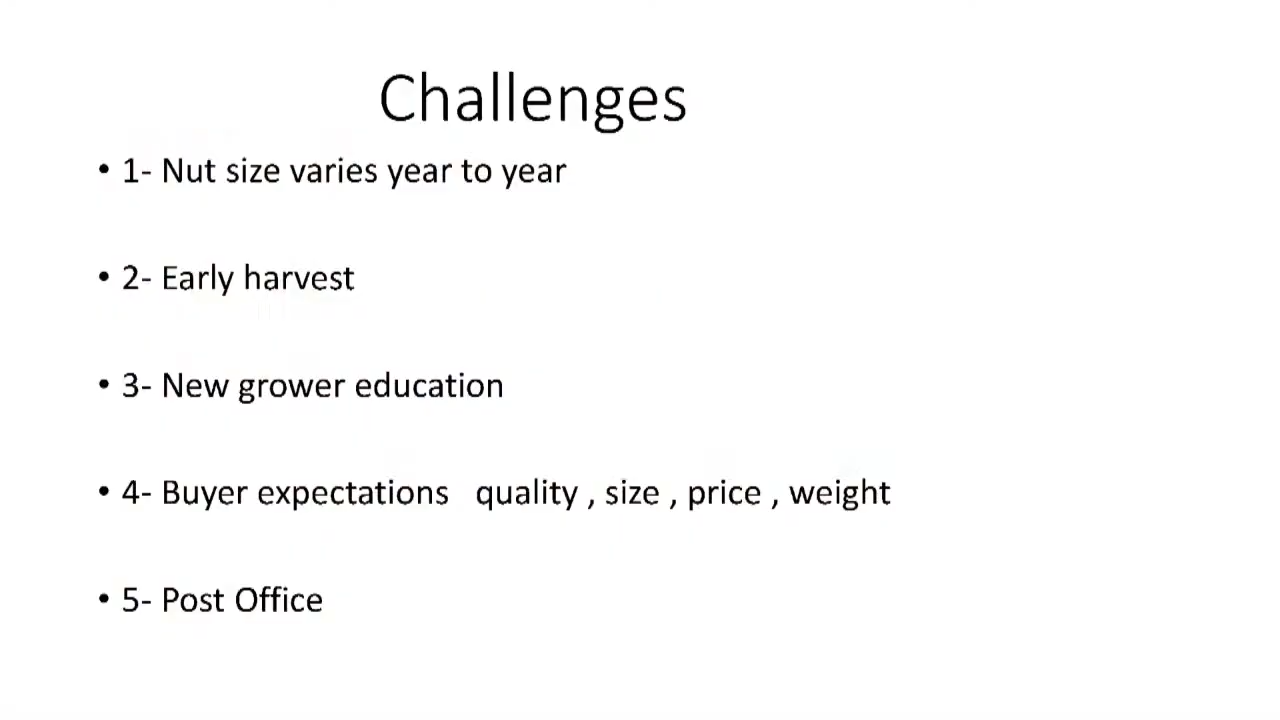 Challenges
• 1- Nut size varies year to year
• 2- Early harvest
• 3- New grower education
• 4- Buyer expectations   quality , size , price , weight
• 5- Post Office